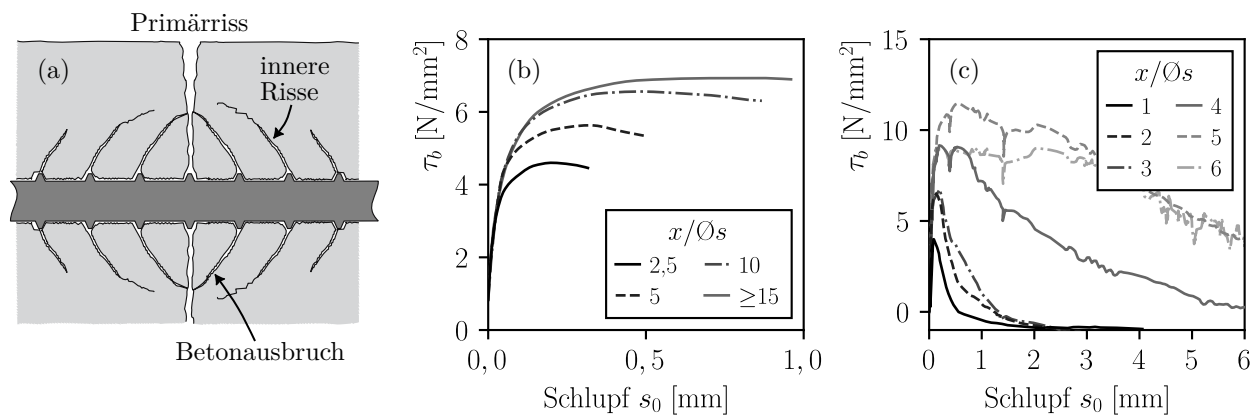 Primärriss
(a)
innere
Risse
Betonausbruch
(b)
τb [N/mm²]
8
6
4
2
0
x/Øs
2,5
10
5
≥15
0, 0
0, 5
1, 0
Schlupf s0 [mm]
(c)
τb [N/mm²]
15
10
5
0
x/Øs
1
4
2
5
3
6
0
1
2
3
4
5
6
Schlupf s0 [mm]